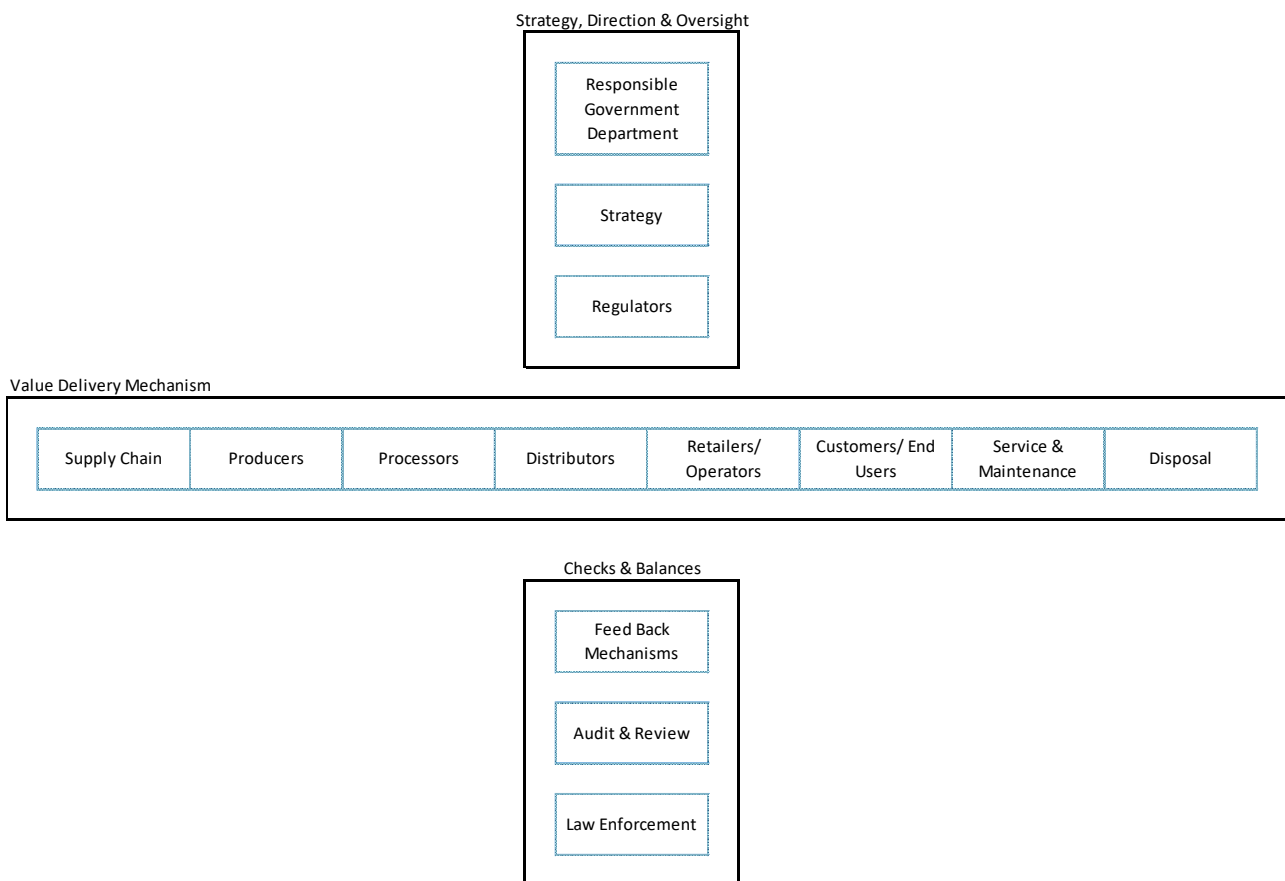 Strategy, Direction & Oversight
Responsible
Government
Department
Strategy
Regulators
Value Delivery Mechanism
Supply Chain
Producers
Processors
Distributors
Retailers/
Operators
Customers/ End
Users
Service &
Maintenance
Disposal
Checks & Balances
Feed Back
Mechanisms
Audit & Review
Law Enforcement